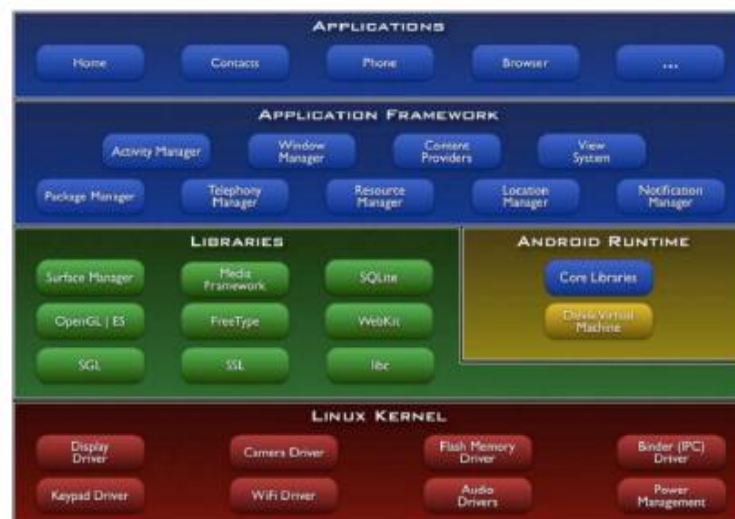 APPLICATIONS
Home Contacts Phone Browser ...
APPLICATION FRAMEWORK
Activity Manager Window Manager Content Providers View System
Package Manager Telephony Manager Resource Manager Location Manager Notification Manager
LIBRARIES
Surface Manager Media Framework SQLite
OpenGL | ES FreeType WebKit
SGL SSL libc
ANDROID RUNTIME
Core Libraries
Dalvik Virtual Machine
LINUX KERNEL
Display Driver Camera Driver Flash Memory Driver Binder (IPC) Driver
Keypad Driver WiFi Driver Audio Drivers Power Management